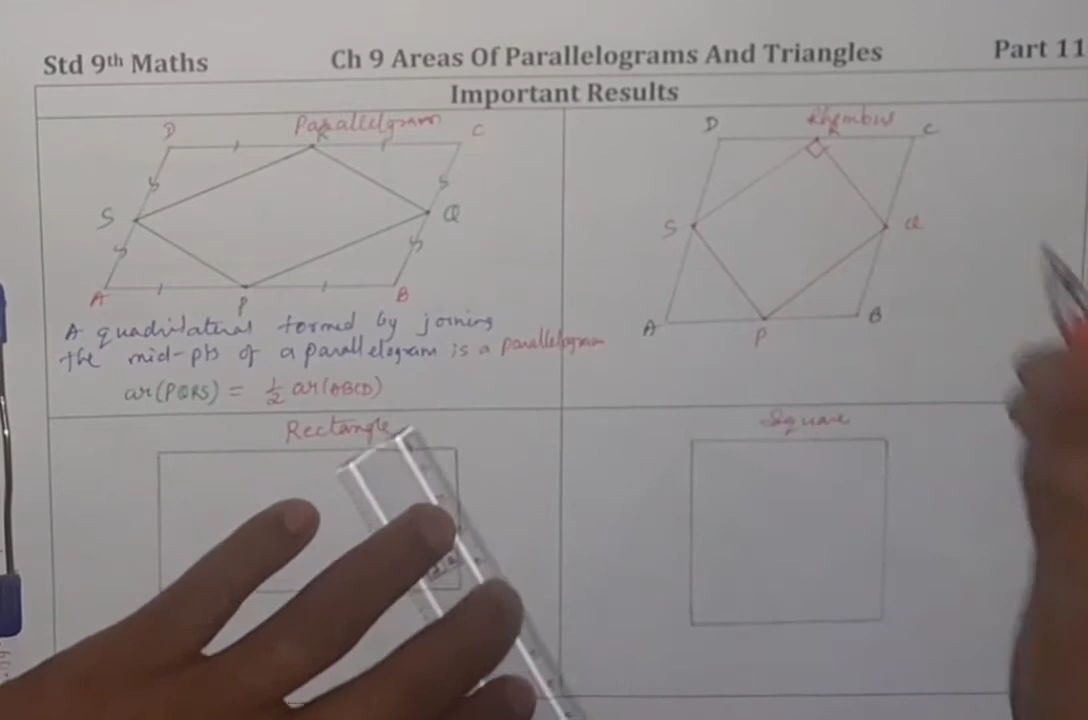 Std 9th Maths Ch 9 Areas Of Parallelograms And Triangles Part 11
Important Results
Parallelgram
D R C
S Q
A P B
A quadrilateral formed by joining
the mid-pts of a parallelogram is a parallelogram
ar(PQRS) = 1/2 ar(ABCD)
Rhombus
D R C
S Q
A P B
Rectangle
Square